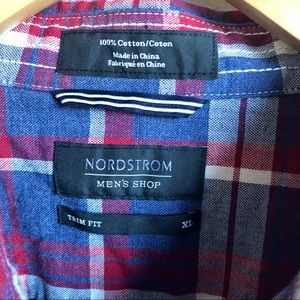 100% Cotton/Coton
Made in China
Fabriqué en Chine
NORDSTROM
MEN'S SHOP
TRIM FIT XL